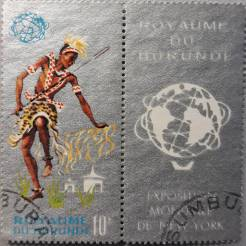 ROYAUME
DU BURUNDI 10F
ROYAUME
DU
BURUNDI
EXPOSITION
MONDIALE
DE NEW-YORK